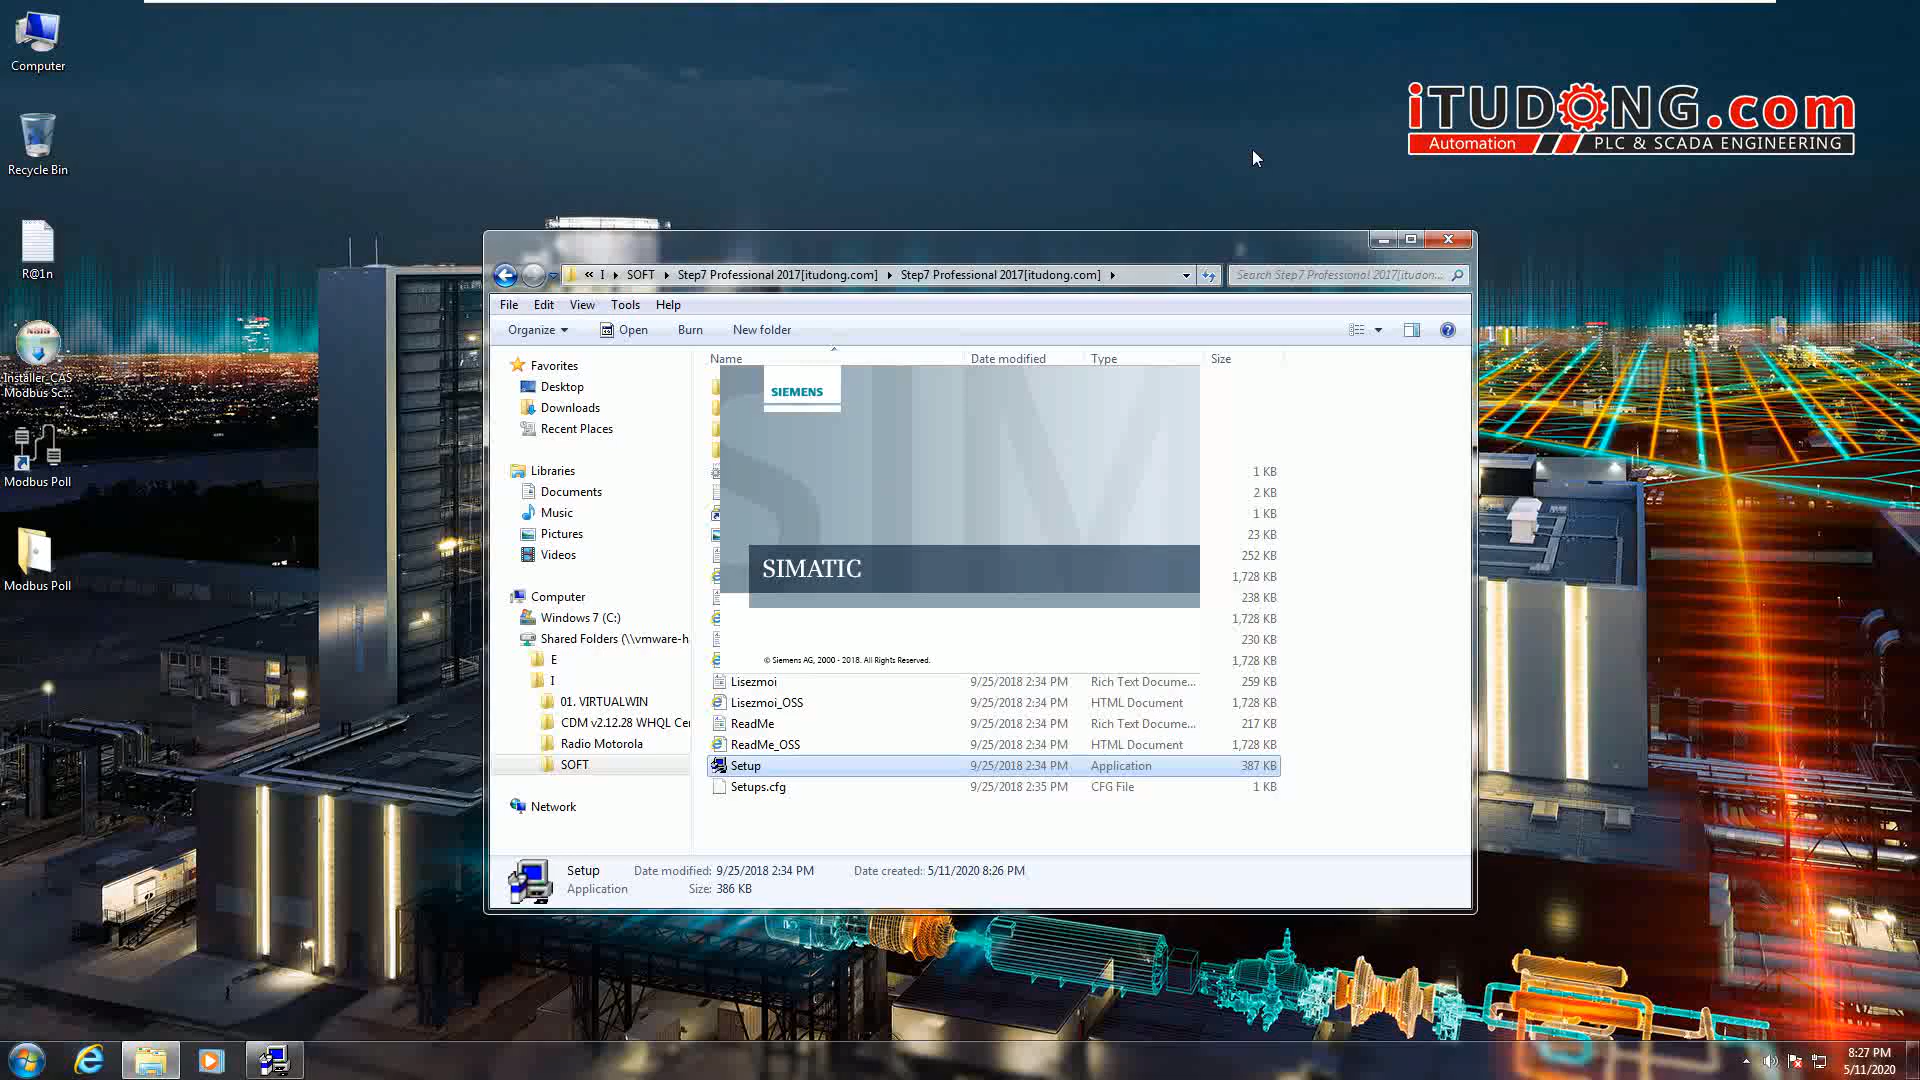 Computer
Recycle Bin
R@1n
Installer_CAS
Modbus Sc...
Modbus Poll
Modbus Poll
iTUDONG.com
Automation PLC & SCADA ENGINEERING
« I SOFT Step7 Professional 2017[itudong.com] Step7 Professional 2017[itudong.com]
Search Step7 Professional 2017[itudon...
File Edit View Tools Help
Organize Open Burn New folder
Name Date modified Type Size
Favorites
Desktop
Downloads
Recent Places
Libraries
Documents
Music
Pictures
Videos
Computer
Windows 7 (C:)
Shared Folders (\\vmware-h
E
I
01. VIRTUALWIN
CDM v2.12.28 WHQL Cer
Radio Motorola
SOFT
Network
SIEMENS
SIMATIC
© Siemens AG, 2000 - 2018. All Rights Reserved.
1 KB
2 KB
1 KB
23 KB
252 KB
1,728 KB
238 KB
1,728 KB
230 KB
1,728 KB
Lisezmoi 9/25/2018 2:34 PM Rich Text Docume... 259 KB
Lisezmoi_OSS 9/25/2018 2:34 PM HTML Document 1,728 KB
ReadMe 9/25/2018 2:34 PM Rich Text Docume... 217 KB
ReadMe_OSS 9/25/2018 2:34 PM HTML Document 1,728 KB
Setup 9/25/2018 2:34 PM Application 387 KB
Setups.cfg 9/25/2018 2:35 PM CFG File 1 KB
Setup Date modified: 9/25/2018 2:34 PM Date created: 5/11/2020 8:26 PM
Application Size: 386 KB
8:27 PM
5/11/2020